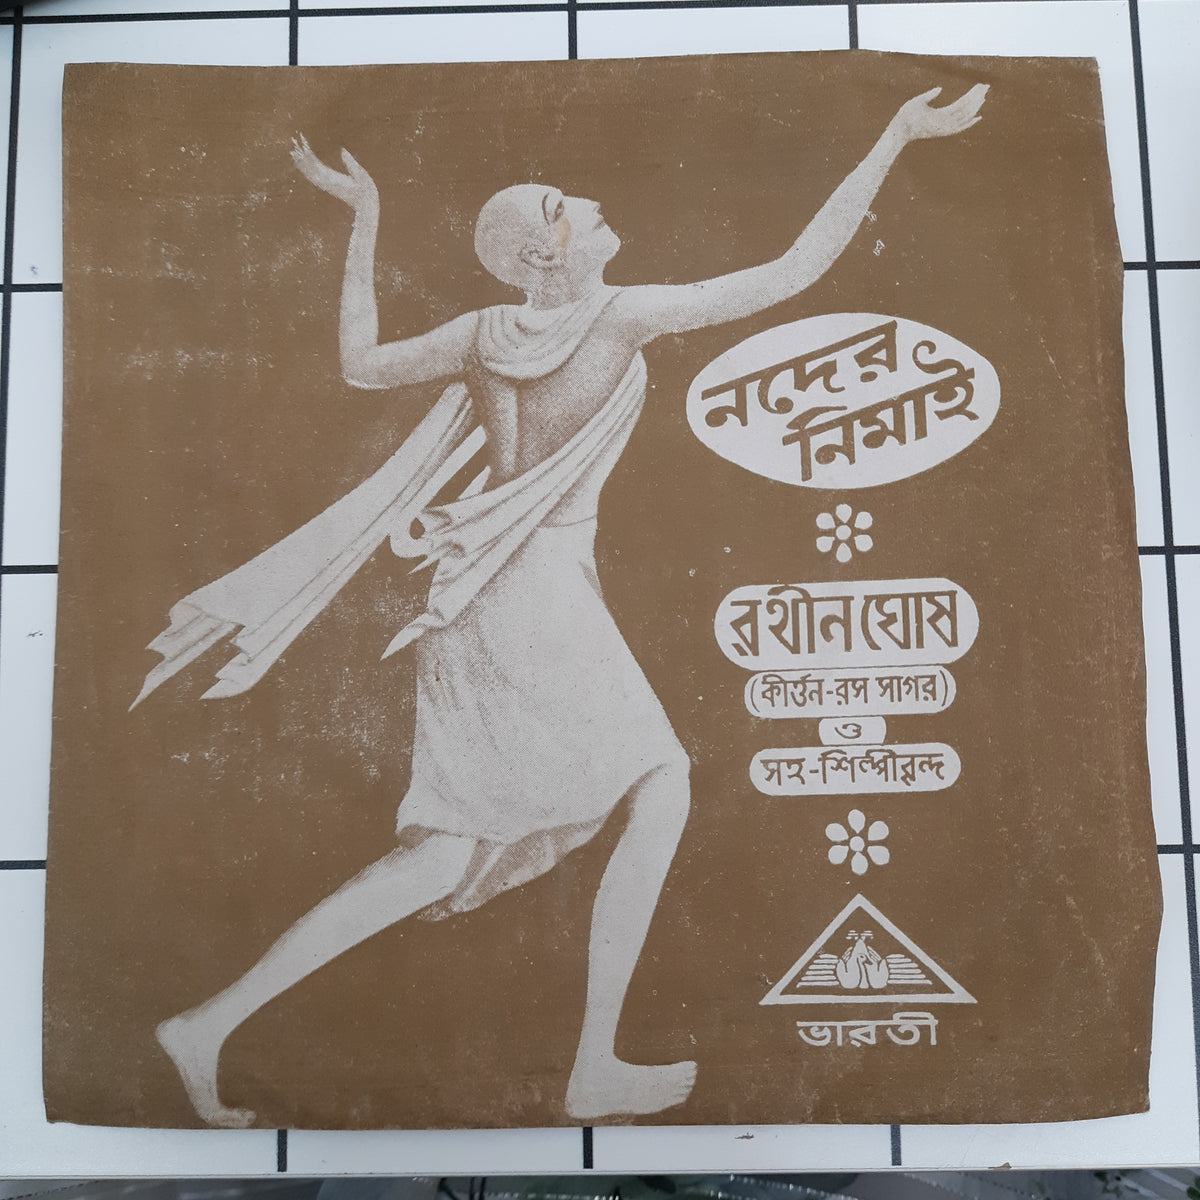 নদের
নিমাই
রথীন ঘোষ
(কীর্ত্তন-রস সাগর)
ও
সহ-শিল্পীবৃন্দ
ভারতী